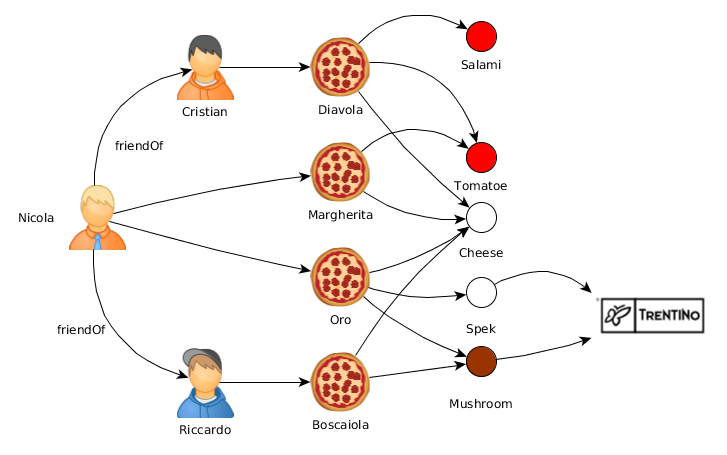 Salami
Cristian
Diavola
friendOf
Tomatoe
Nicola
Margherita
Cheese
Oro
Spek
TRENTINO
friendOf
Mushroom
Riccardo
Boscaiola